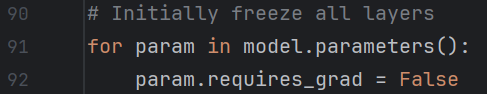 90 # Initially freeze all layers
91 for param in model.parameters():
92 param.requires_grad = False